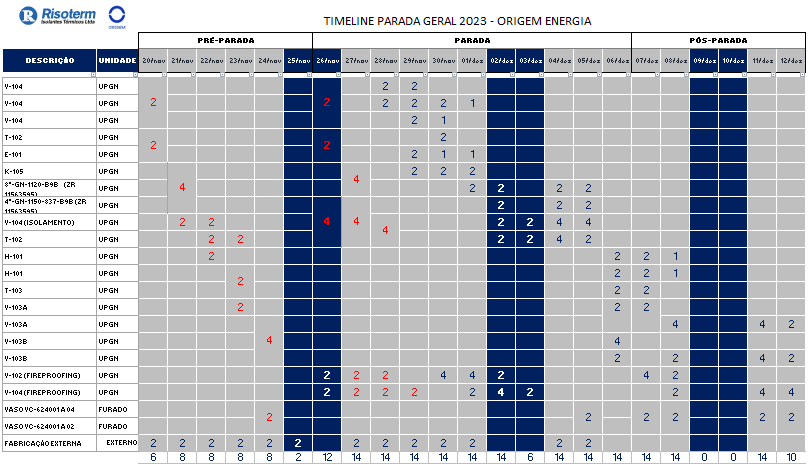 Risoterm
Isolantes Térmicos Ltda.
ORIGEM
ENERGIA
TIMELINE PARADA GERAL 2023 - ORIGEM ENERGIA
PRÉ-PARADA PARADA PÓS-PARADA
DESCRIÇÃO UNIDADE 20/nov 21/nov 22/nov 23/nov 24/nov 25/nov 26/nov 27/nov 28/nov 29/nov 30/nov 01/dez 02/dez 03/dez 04/dez 05/dez 06/dez 07/dez 08/dez 09/dez 10/dez 11/dez 12/dez
V-104 UPGN 2 2
V-104 UPGN 2 2 2 2 2 1
V-104 UPGN 2 1
T-102 UPGN 2
2 2
E-101 UPGN 2 1 1
K-105 UPGN 2 2 2
4
3"-GN-1120-B9B (ZR 11563595) UPGN 4 2 2 2 2
4"-GN-1150-837-B9B (ZR 11563595) UPGN 2 2 2
V-104 (ISOLAMENTO) UPGN 2 2 4 4 2 2 4 4
4
T-102 UPGN 2 2 2 2 4 2
H-101 UPGN 2 2 2 1
H-101 UPGN 2 2 1
2
T-103 UPGN 2 2
V-103A UPGN 2 2 2
V-103A UPGN 4 4 2
V-103B UPGN 4 4
V-103B UPGN 2 2 4 2
V-102 (FIREPROOFING) UPGN 2 2 2 4 4 2 4 2
V-104 (FIREPROOFING) UPGN 2 2 2 2 2 4 2 2 4 4
VASO VC-624001 A 04 FURADO
2 2 2 2 2 2
VASO VC-624001 A 02 FURADO
FABRICAÇÃO EXTERNA EXTERNO 2 2 2 2 2 2 2 2 2 2 2 2 2 2
6 8 8 8 8 2 12 14 14 14 14 14 14 6 14 14 14 14 14 0 0 14 10